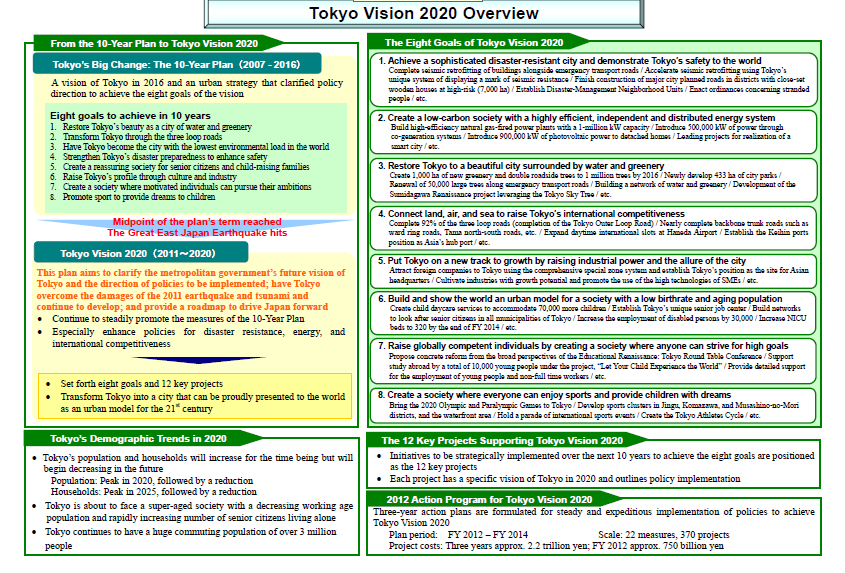 Tokyo Vision 2020 Overview
From the 10-Year Plan to Tokyo Vision 2020
Tokyo's Big Change: The 10-Year Plan (2007 - 2016)
A vision of Tokyo in 2016 and an urban strategy that clarified policy
direction to achieve the eight goals of the vision
Eight goals to achieve in 10 years
1. Restore Tokyo's beauty as a city of water and greenery
2. Transform Tokyo through the three loop roads
3. Have Tokyo become the city with the lowest environmental load in the world
4. Strengthen Tokyo's disaster preparedness to enhance safety
5. Create a reassuring society for senior citizens and child-raising families
6. Raise Tokyo's profile through culture and industry
7. Create a society where motivated individuals can pursue their ambitions
8. Promote sport to provide dreams to children
Midpoint of the plan's term reached
The Great East Japan Earthquake hits
Tokyo Vision 2020 (2011~2020)
This plan aims to clarify the metropolitan government's future vision of
Tokyo and the direction of policies to be implemented; have Tokyo
overcome the damages of the 2011 earthquake and tsunami and
continue to develop; and provide a roadmap to drive Japan forward
• Continue to steadily promote the measures of the 10-Year Plan
• Especially enhance policies for disaster resistance, energy, and
international competitiveness
• Set forth eight goals and 12 key projects
• Transform Tokyo into a city that can be proudly presented to the world
as an urban model for the 21st century
Tokyo's Demographic Trends in 2020
• Tokyo's population and households will increase for the time being but will
begin decreasing in the future
Population: Peak in 2020, followed by a reduction
Households: Peak in 2025, followed by a reduction
• Tokyo is about to face a super-aged society with a decreasing working age
population and rapidly increasing number of senior citizens living alone
• Tokyo continues to have a huge commuting population of over 3 million
people
The Eight Goals of Tokyo Vision 2020
1. Achieve a sophisticated disaster-resistant city and demonstrate Tokyo's safety to the world
Complete seismic retrofitting of buildings alongside emergency transport roads / Accelerate seismic retrofitting using Tokyo's
unique system of displaying a mark of seismic resistance / Finish construction of major city planned roads in districts with close-set
wooden houses at high-risk (7,000 ha) / Establish Disaster-Management Neighborhood Units / Enact ordinances concerning stranded
people / etc.
2. Create a low-carbon society with a highly efficient, independent and distributed energy system
Build high-efficiency natural gas-fired power plants with a 1-million kW capacity / Introduce 500,000 kW of power through
co-generation systems / Introduce 900,000 kW of photovoltaic power to detached homes / Leading projects for realization of a
smart city / etc.
3. Restore Tokyo to a beautiful city surrounded by water and greenery
Create 1,000 ha of new greenery and double roadside trees to 1 million trees by 2016 / Newly develop 433 ha of city parks /
Renewal of 50,000 large trees along emergency transport roads / Building a network of water and greenery / Development of the
Sumidagawa Renaissance project leveraging the Tokyo Sky Tree / etc.
4. Connect land, air, and sea to raise Tokyo's international competitiveness
Complete 92% of the three loop roads (completion of the Tokyo Outer Loop Road) / Nearly complete backbone trunk roads such as
ward ring roads, Tama north-south roads, etc. / Expand daytime international slots at Haneda Airport / Establish the Keihin ports
position as Asia's hub port / etc.
5. Put Tokyo on a new track to growth by raising industrial power and the allure of the city
Attract foreign companies to Tokyo using the comprehensive special zone system and establish Tokyo's position as the site for Asian
headquarters / Cultivate industries with growth potential and promote the use of the high technologies of SMEs / etc.
6. Build and show the world an urban model for a society with a low birthrate and aging population
Create child daycare services to accommodate 70,000 more children / Establish Tokyo's unique senior job center / Build networks
to look after senior citizens in all municipalities of Tokyo / Increase the employment of disabled persons by 30,000 / Increase NICU
beds to 320 by the end of FY 2014 / etc.
7. Raise globally competent individuals by creating a society where anyone can strive for high goals
Propose concrete reform from the broad perspectives of the Educational Renaissance: Tokyo Round Table Conference / Support
study abroad by a total of 10,000 young people under the project, "Let Your Child Experience the World" / Provide detailed support
for the employment of young people and non-full time workers / etc.
8. Create a society where everyone can enjoy sports and provide children with dreams
Bring the 2020 Olympic and Paralympic Games to Tokyo / Develop sports clusters in Jingu, Komazawa, and Musashino-no-Mori
districts, and the waterfront area / Hold a parade of international sports events / Create the Tokyo Athletes Cycle / etc.
The 12 Key Projects Supporting Tokyo Vision 2020
• Initiatives to be strategically implemented over the next 10 years to achieve the eight goals are positioned
as the 12 key projects
• Each project has a specific vision of Tokyo in 2020 and outlines policy implementation
2012 Action Program for Tokyo Vision 2020
Three-year action plans are formulated for steady and expeditious implementation of policies to achieve
Tokyo Vision 2020
Plan period: FY 2012 – FY 2014 Scale: 22 measures, 370 projects
Project costs: Three years approx. 2.2 trillion yen; FY 2012 approx. 750 billion yen